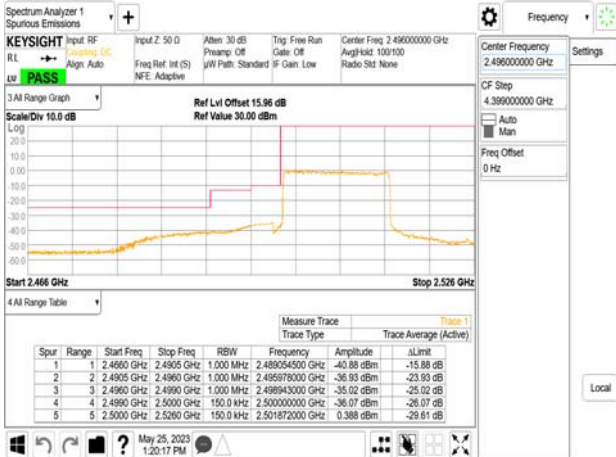 Spectrum Analyzer 1
Spurious Emissions
Frequency
KEYSIGHT
RL
LV
PASS
Input: RF
Coupling: DC
Align: Auto
Input Z: 50 Ω
Freq Ref: Int (S)
NFE: Adaptive
Atten: 30 dB
Preamp: Off
µW Path: Standard
Trig: Free Run
Gate: Off
IF Gain: Low
Center Freq: 2.496000000 GHz
Avg|Hold: 100/100
Radio Std: None
Center Frequency
2.496000000 GHz
Settings
CF Step
4.399000000 GHz
Auto
Man
Freq Offset
0 Hz
Local
3 All Range Graph
Scale/Div 10.0 dB
Ref Lvl Offset 15.96 dB
Ref Value 30.00 dBm
Log
20.0
10.0
0.00
-10.0
-20.0
-30.0
-40.0
-50.0
-60.0
Start 2.466 GHz
Stop 2.526 GHz
4 All Range Table
Measure Trace Trace 1
Trace Type Trace Average (Active)
Spur Range Start Freq Stop Freq RBW Frequency Amplitude ΔLimit
1 1 2.4660 GHz 2.4905 GHz 1.000 MHz 2.489054500 GHz -40.88 dBm -15.88 dB
2 2 2.4905 GHz 2.4960 GHz 1.000 MHz 2.495978000 GHz -36.93 dBm -23.93 dB
3 3 2.4960 GHz 2.4990 GHz 1.000 MHz 2.498943000 GHz -35.02 dBm -25.02 dB
4 4 2.4990 GHz 2.5000 GHz 150.0 kHz 2.500000000 GHz -36.07 dBm -26.07 dB
5 5 2.5000 GHz 2.5260 GHz 150.0 kHz 2.501872000 GHz 0.388 dBm -29.61 dB
?
May 25, 2023
1:20:17 PM